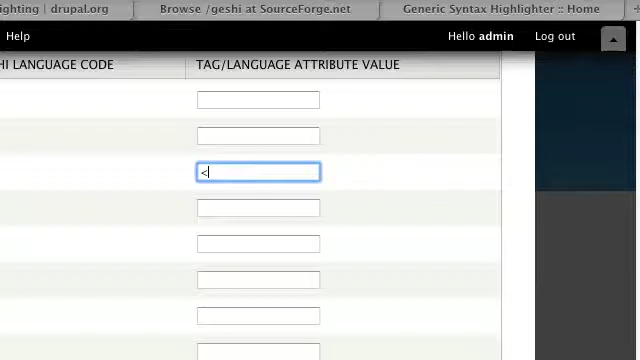 ighting | drupal.org
Browse /geshi at SourceForge.net
Generic Syntax Highlighter :: Home
Help
Hello admin
Log out
HI LANGUAGE CODE
TAG/LANGUAGE ATTRIBUTE VALUE
<